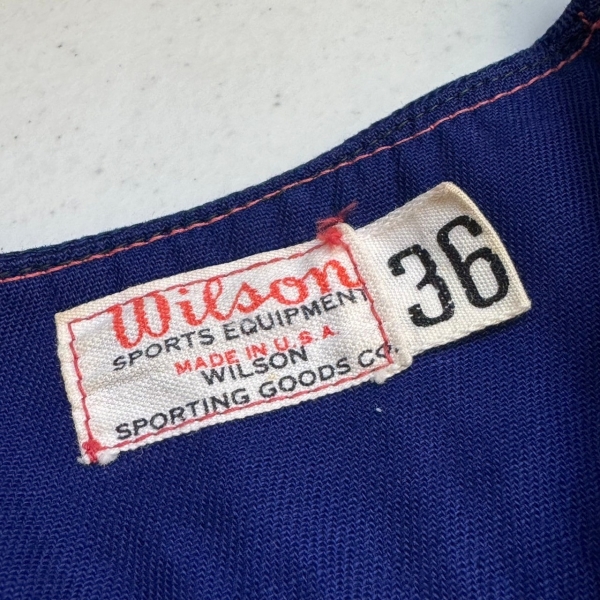 Wilson
SPORTS EQUIPMENT
MADE IN U.S.A.
WILSON
SPORTING GOODS CO.
36